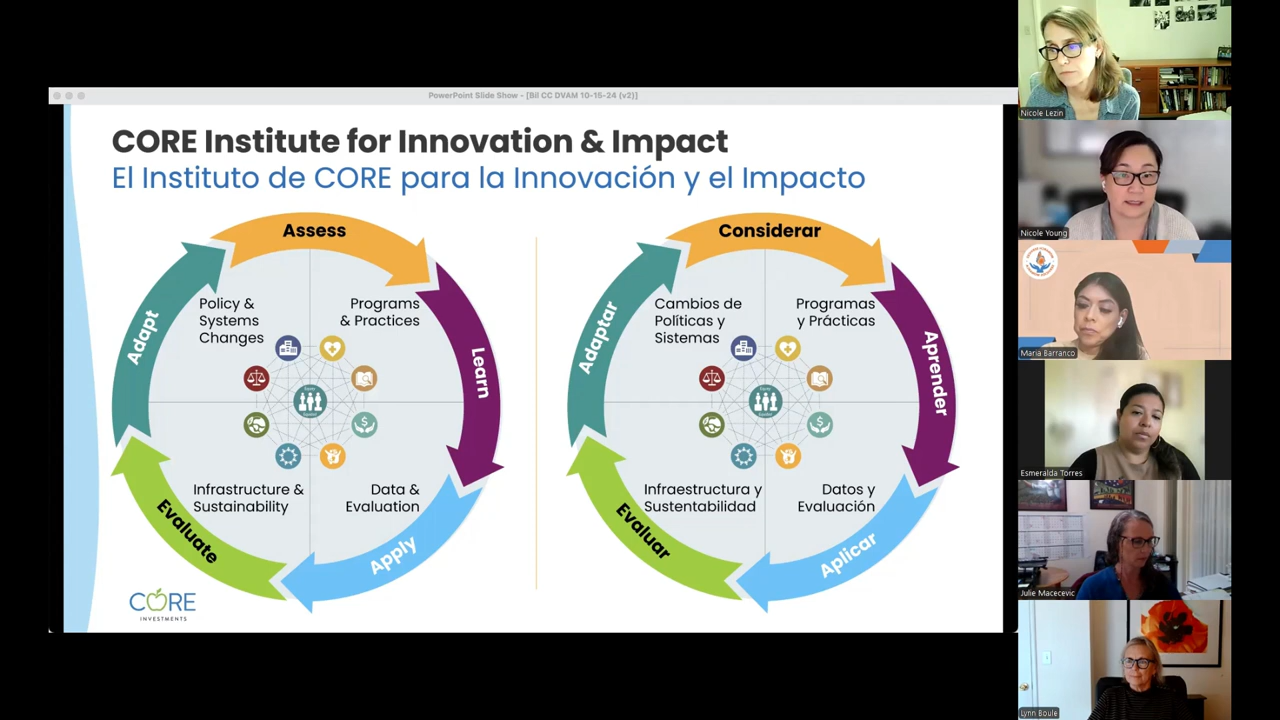 PowerPoint Slide Show - [Bil CC DVAM 10-15-24 (v2)]
CORE Institute for Innovation & Impact
El Instituto de CORE para la Innovación y el Impacto
Assess
Learn
Apply
Evaluate
Adapt
Policy &
Systems
Changes
Programs
& Practices
Infrastructure &
Sustainability
Data &
Evaluation
Considerar
Aprender
Aplicar
Evaluar
Adaptar
Cambios de
Políticas y
Sistemas
Programas
y Prácticas
Infraestructura y
Sustentabilidad
Datos y
Evaluación
CORE
INVESTMENTS
Nicole Lezin
Nicole Young
Maria Barranco
Esmeralda Torres
Julie Macecevic
Lynn Boule